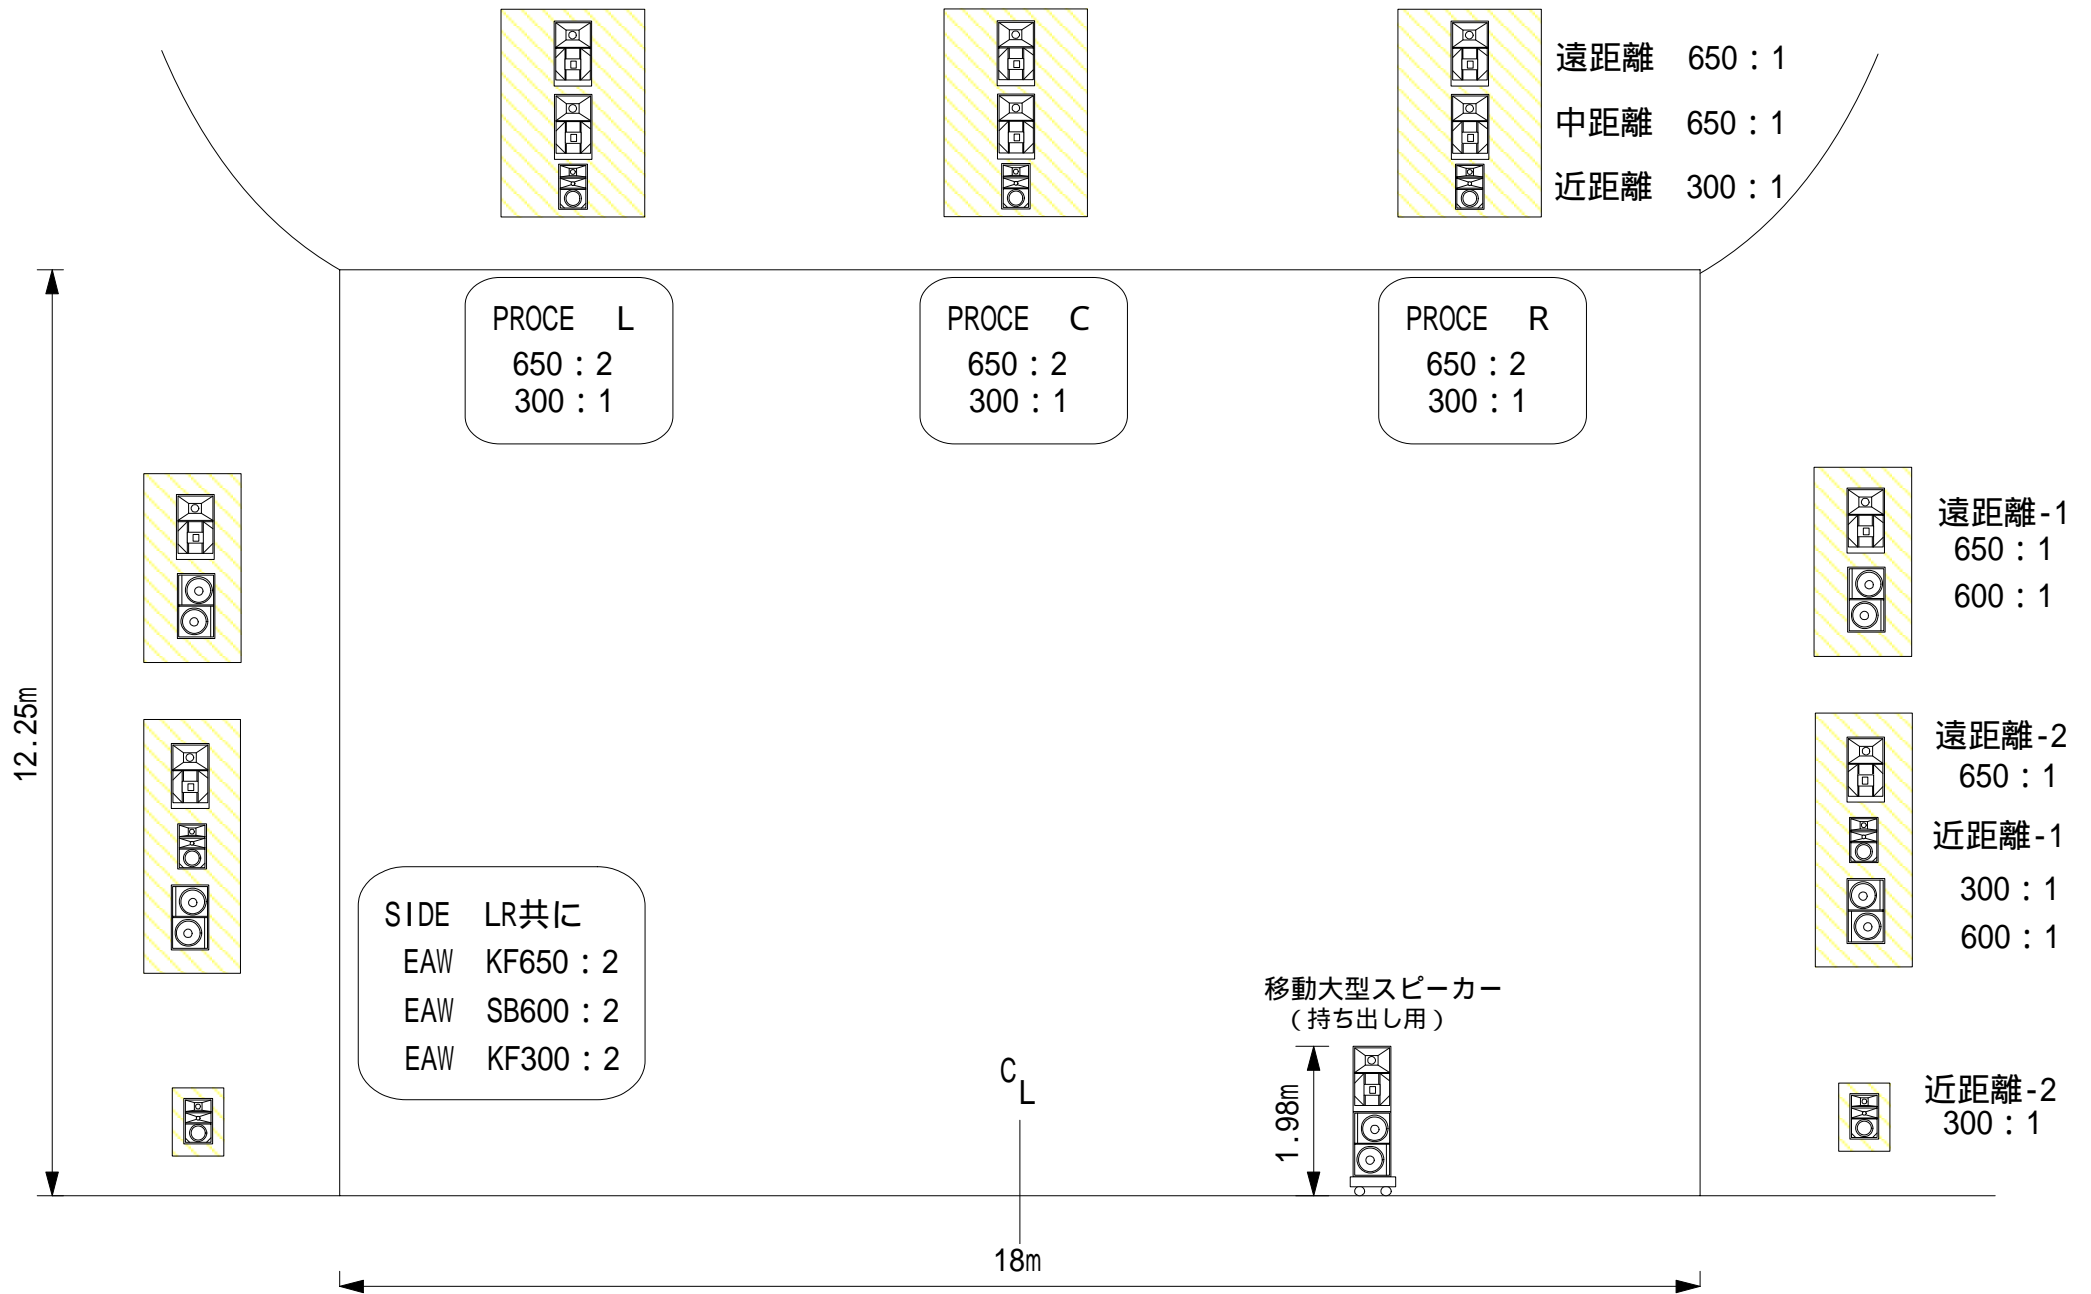 遠距離 650：1
中距離 650：1
近距離 300：1
PROCE L
650：2
300：1
PROCE C
650：2
300：1
PROCE R
650：2
300：1
12.25m
遠距離-1
650：1
600：1
遠距離-2
650：1
近距離-1
300：1
600：1
SIDE LR共に
EAW KF650：2
EAW SB600：2
EAW KF300：2
移動大型スピーカー
（持ち出し用）
1.98m
CL
近距離-2
300：1
18m